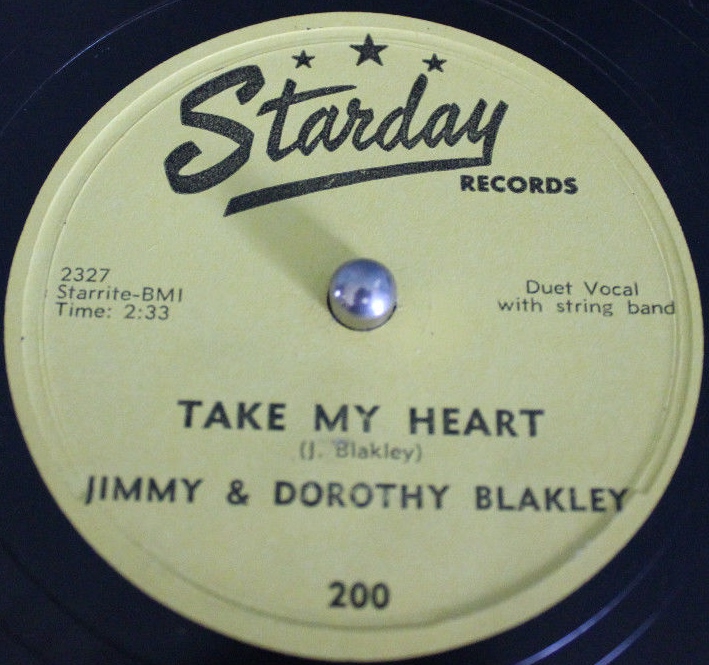 Starday
RECORDS
2327
Starrite-BMI
Time: 2:33
Duet Vocal
with string band
TAKE MY HEART
(J. Blakley)
JIMMY & DOROTHY BLAKLEY
200